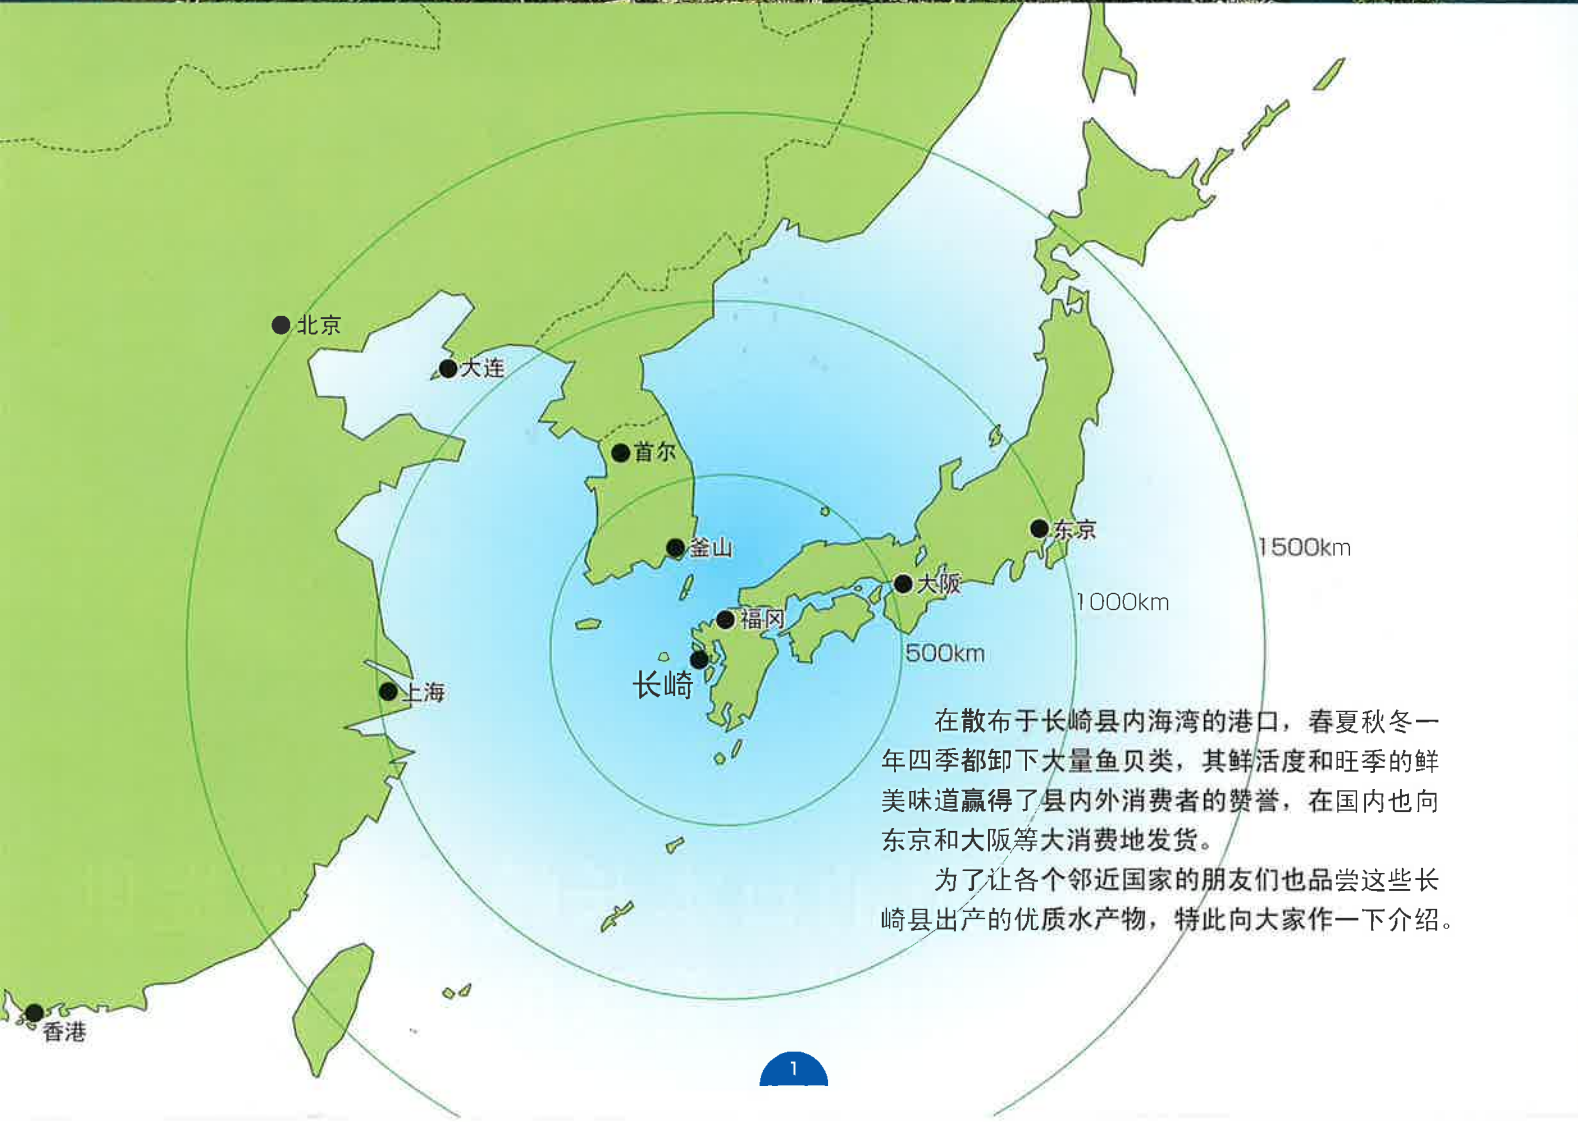 北京
大连
首尔
釜山
东京
大阪
福冈
长崎
上海
香港
1500km
1000km
500km
在散布于长崎县内海湾的港口，春夏秋冬一
年四季都卸下大量鱼贝类，其鲜活度和旺季的鲜
美味道赢得了县内外消费者的赞誉，在国内也向
东京和大阪等大消费地发货。
为了让各个邻近国家的朋友们也品尝这些长
崎县出产的优质水产物，特此向大家作一下介绍。
1